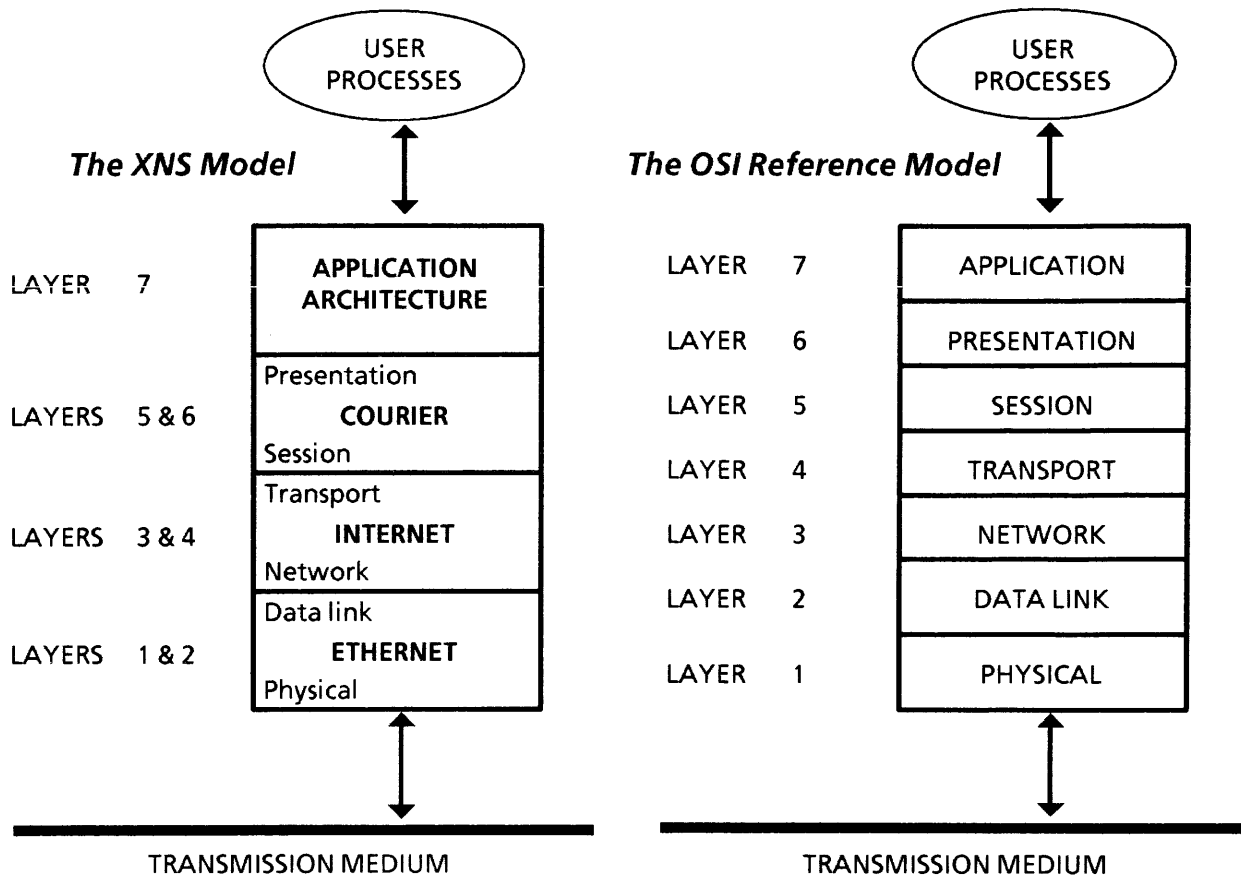 USER
PROCESSES
The XNS Model
LAYER 7
APPLICATION
ARCHITECTURE
LAYERS 5 & 6
Presentation
COURIER
Session
LAYERS 3 & 4
Transport
INTERNET
Network
LAYERS 1 & 2
Data link
ETHERNET
Physical
TRANSMISSION MEDIUM
USER
PROCESSES
The OSI Reference Model
LAYER 7 APPLICATION
LAYER 6 PRESENTATION
LAYER 5 SESSION
LAYER 4 TRANSPORT
LAYER 3 NETWORK
LAYER 2 DATA LINK
LAYER 1 PHYSICAL
TRANSMISSION MEDIUM